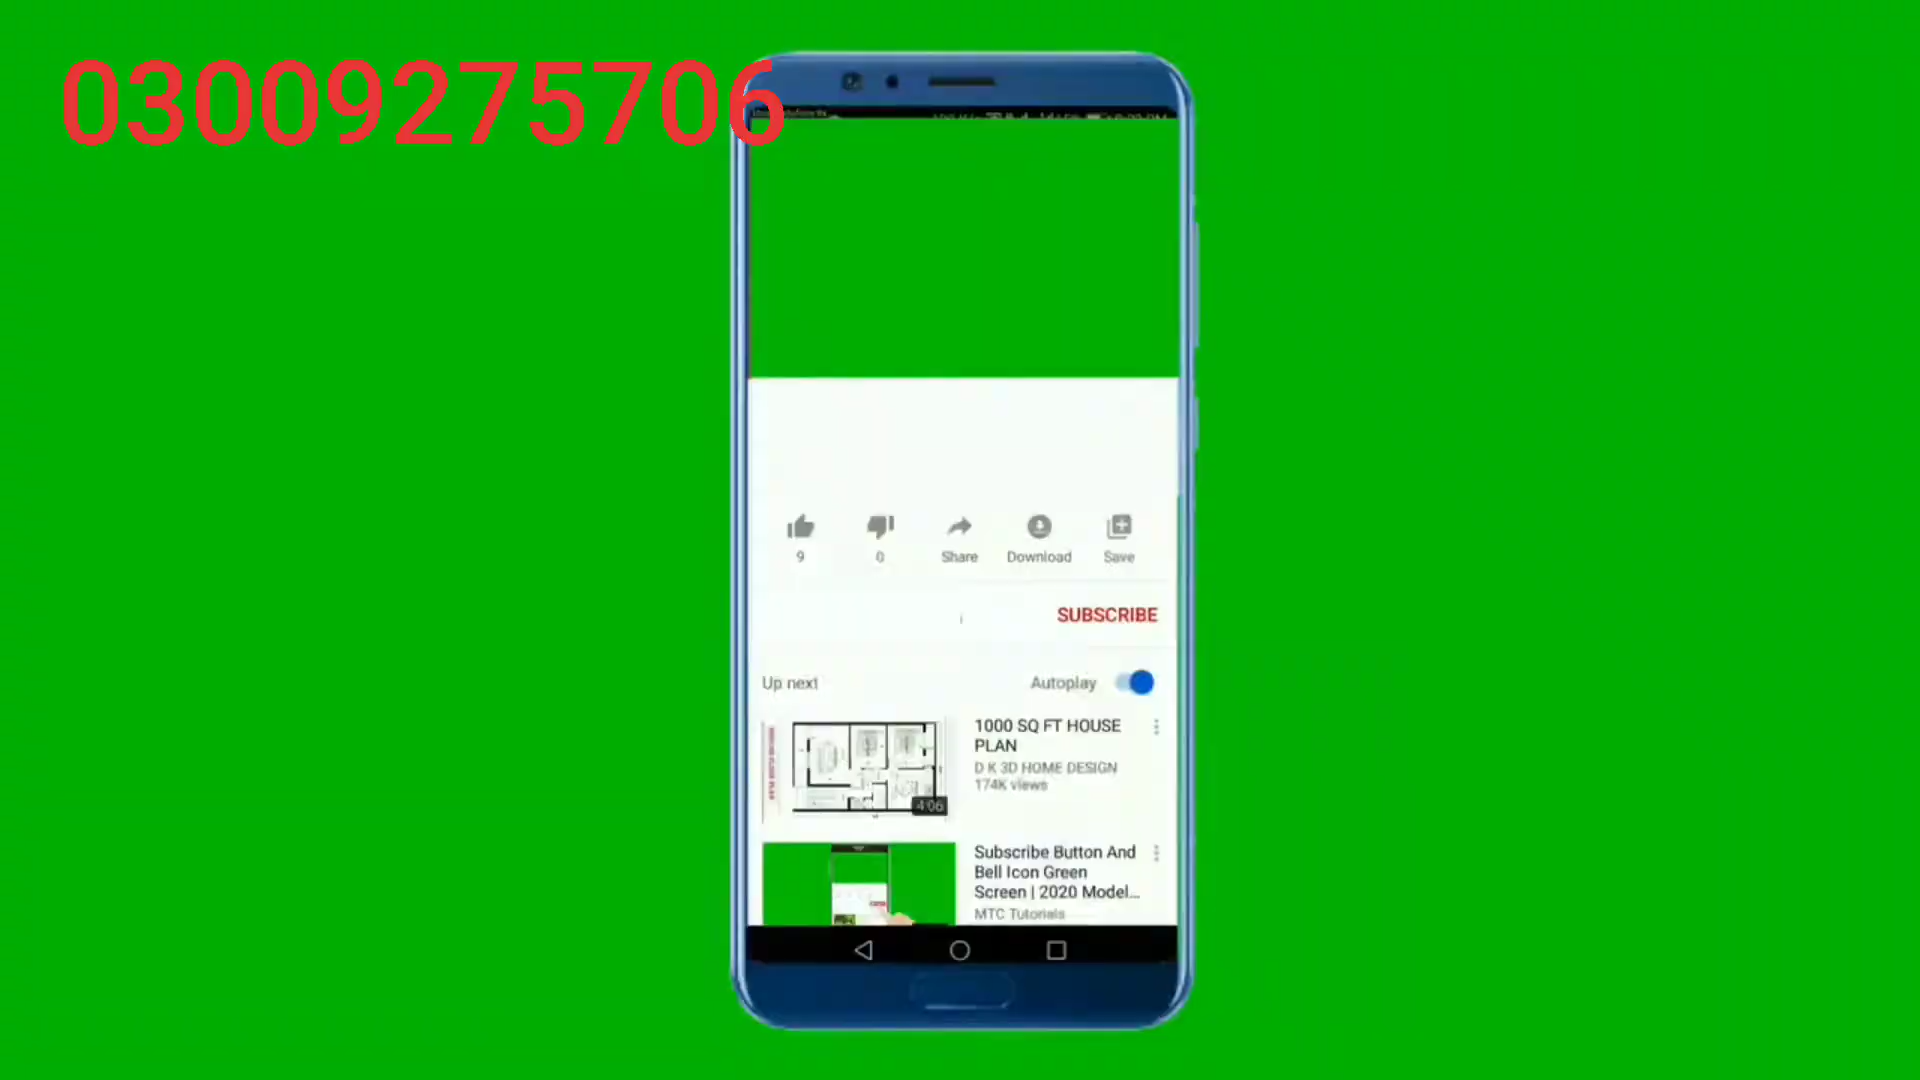 03009275706
9
0
Share
Download
Save
SUBSCRIBE
Up next
Autoplay
1000 SQ FT HOUSE
PLAN
D K 3D HOME DESIGN
174K views
4:06
Subscribe Button And
Bell Icon Green
Screen | 2020 Model...
MTC Tutorials